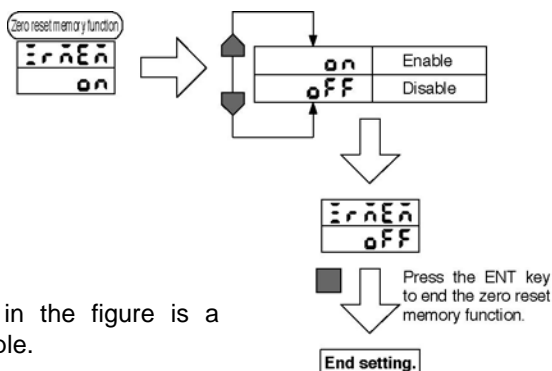 Zero reset memory function
ZrMEM
on
on Enable
oFF Disable
ZrMEM
oFF
Press the ENT key
to end the zero reset
memory function.
in the figure is a
ole.
End setting.